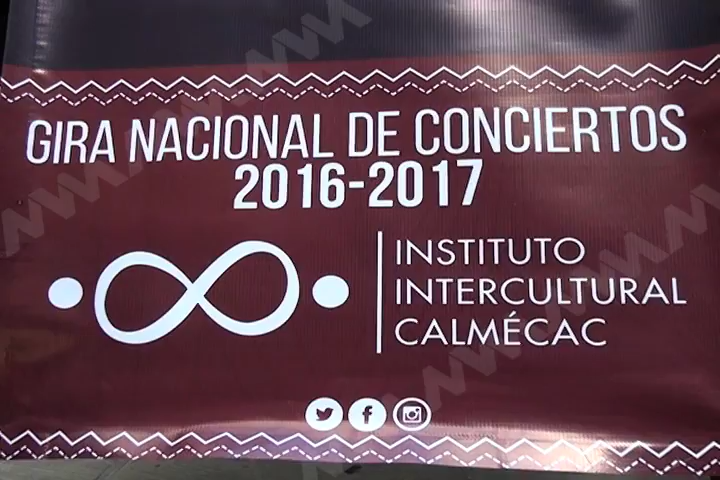 GIRA NACIONAL DE CONCIERTOS
2016-2017
INSTITUTO
INTERCULTURAL
CALMÉCAC